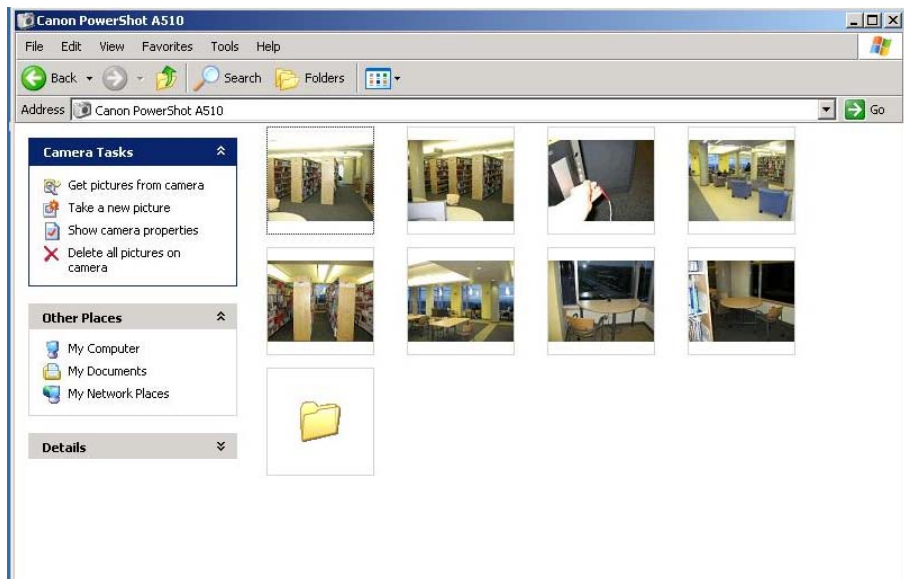 Canon PowerShot A510
File Edit View Favorites Tools Help
Back Search Folders
Address Canon PowerShot A510 Go
Camera Tasks
Get pictures from camera
Take a new picture
Show camera properties
Delete all pictures on
camera
Other Places
My Computer
My Documents
My Network Places
Details